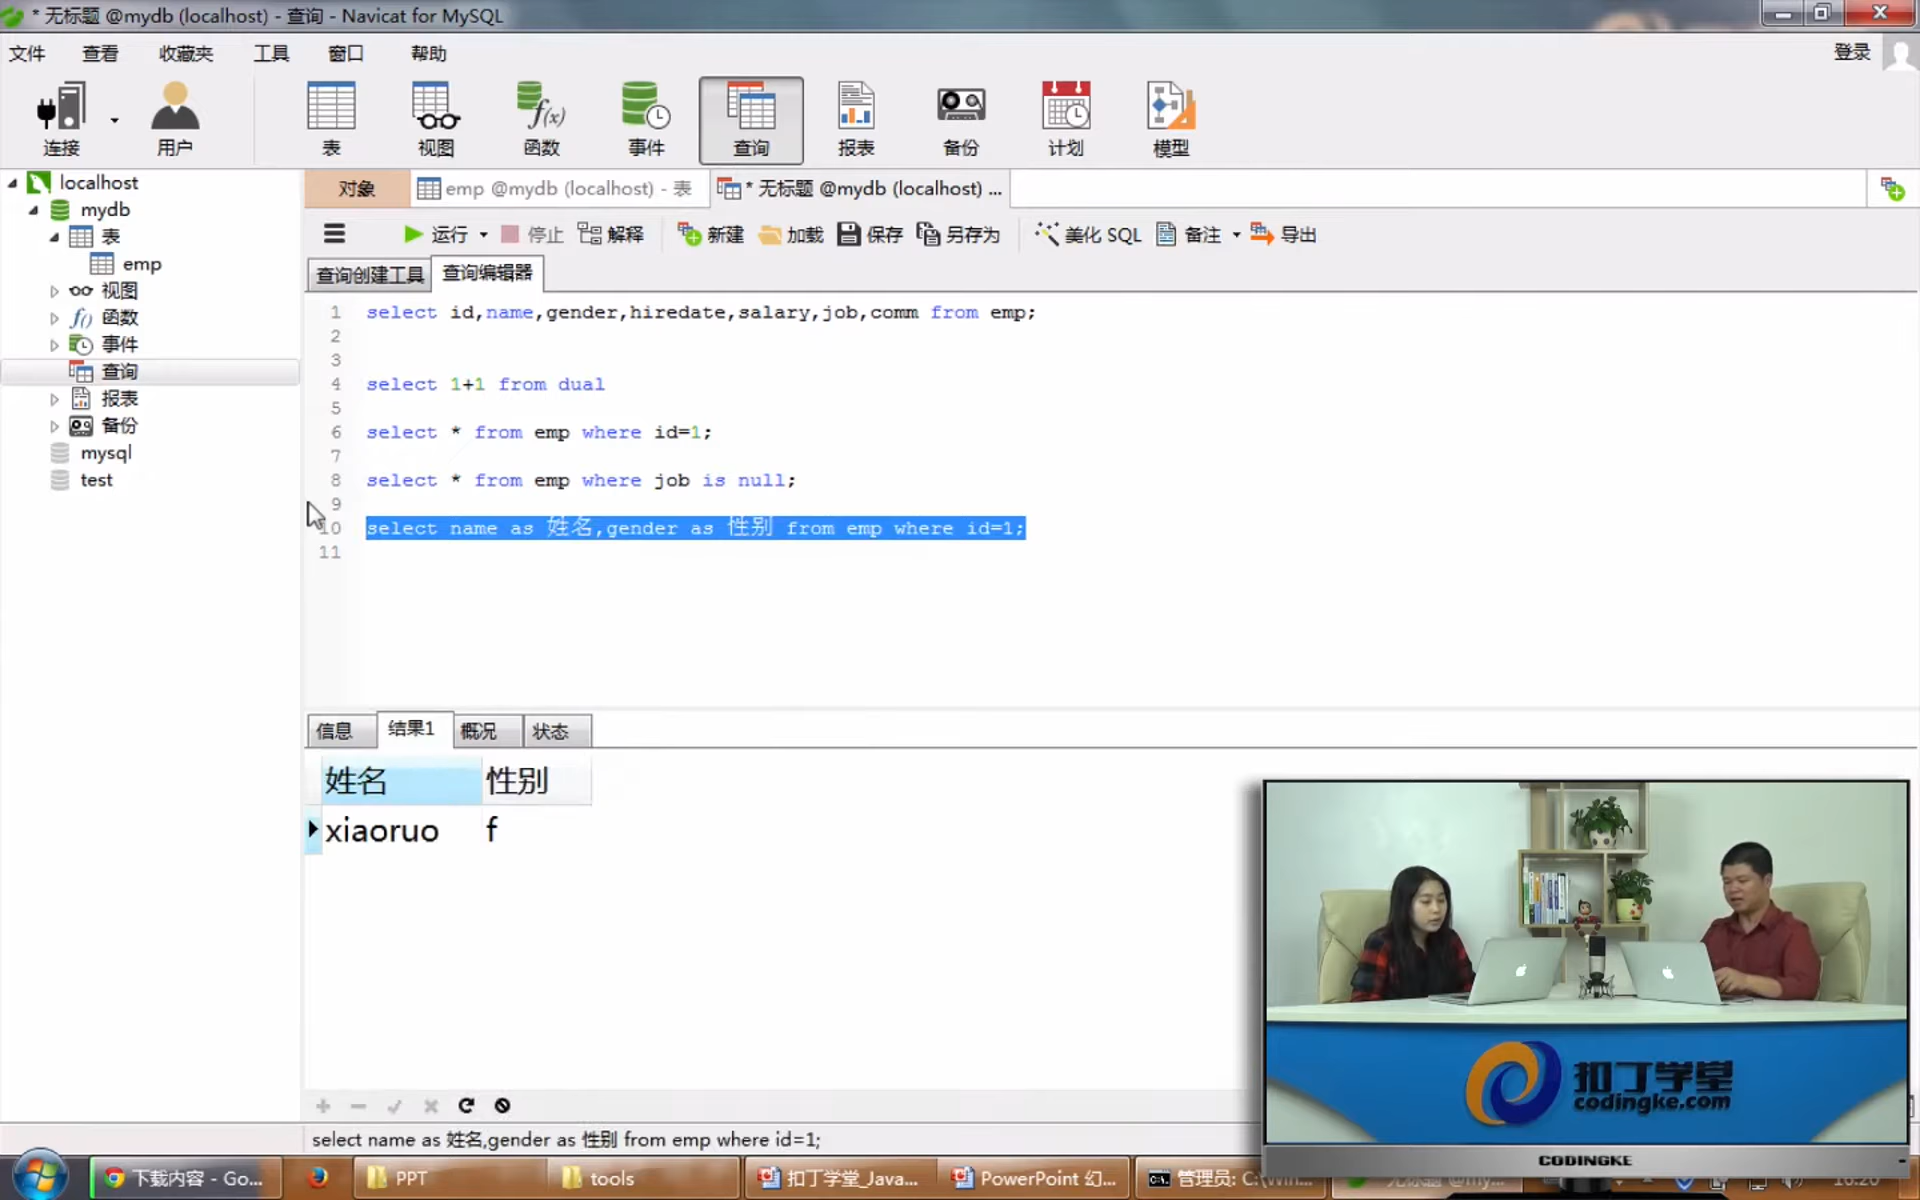 * 无标题 @mydb (localhost) - 查询 - Navicat for MySQL
文件 查看 收藏夹 工具 窗口 帮助 登录
连接 用户 表 视图 函数 事件 查询 报表 备份 计划 模型
localhost
mydb
表
emp
视图
函数
事件
查询
报表
备份
mysql
test
对象 emp @mydb (localhost) - 表 * 无标题 @mydb (localhost) ...
运行 停止 解释 新建 加载 保存 另存为 美化 SQL 备注 导出
查询创建工具 查询编辑器
1 select id,name,gender,hiredate,salary,job,comm from emp;
2
3
4 select 1+1 from dual
5
6 select * from emp where id=1;
7
8 select * from emp where job is null;
9
10 select name as 姓名,gender as 性别 from emp where id=1;
11
信息 结果1 概况 状态
姓名 性别
xiaoruo f
扣丁学堂
codingke.com
CODINGKE
select name as 姓名,gender as 性别 from emp where id=1;
下载内容 - Go... PPT tools 扣丁学堂_Java... PowerPoint 幻... 管理员: C:\Win... 无标题 @my... 16:20